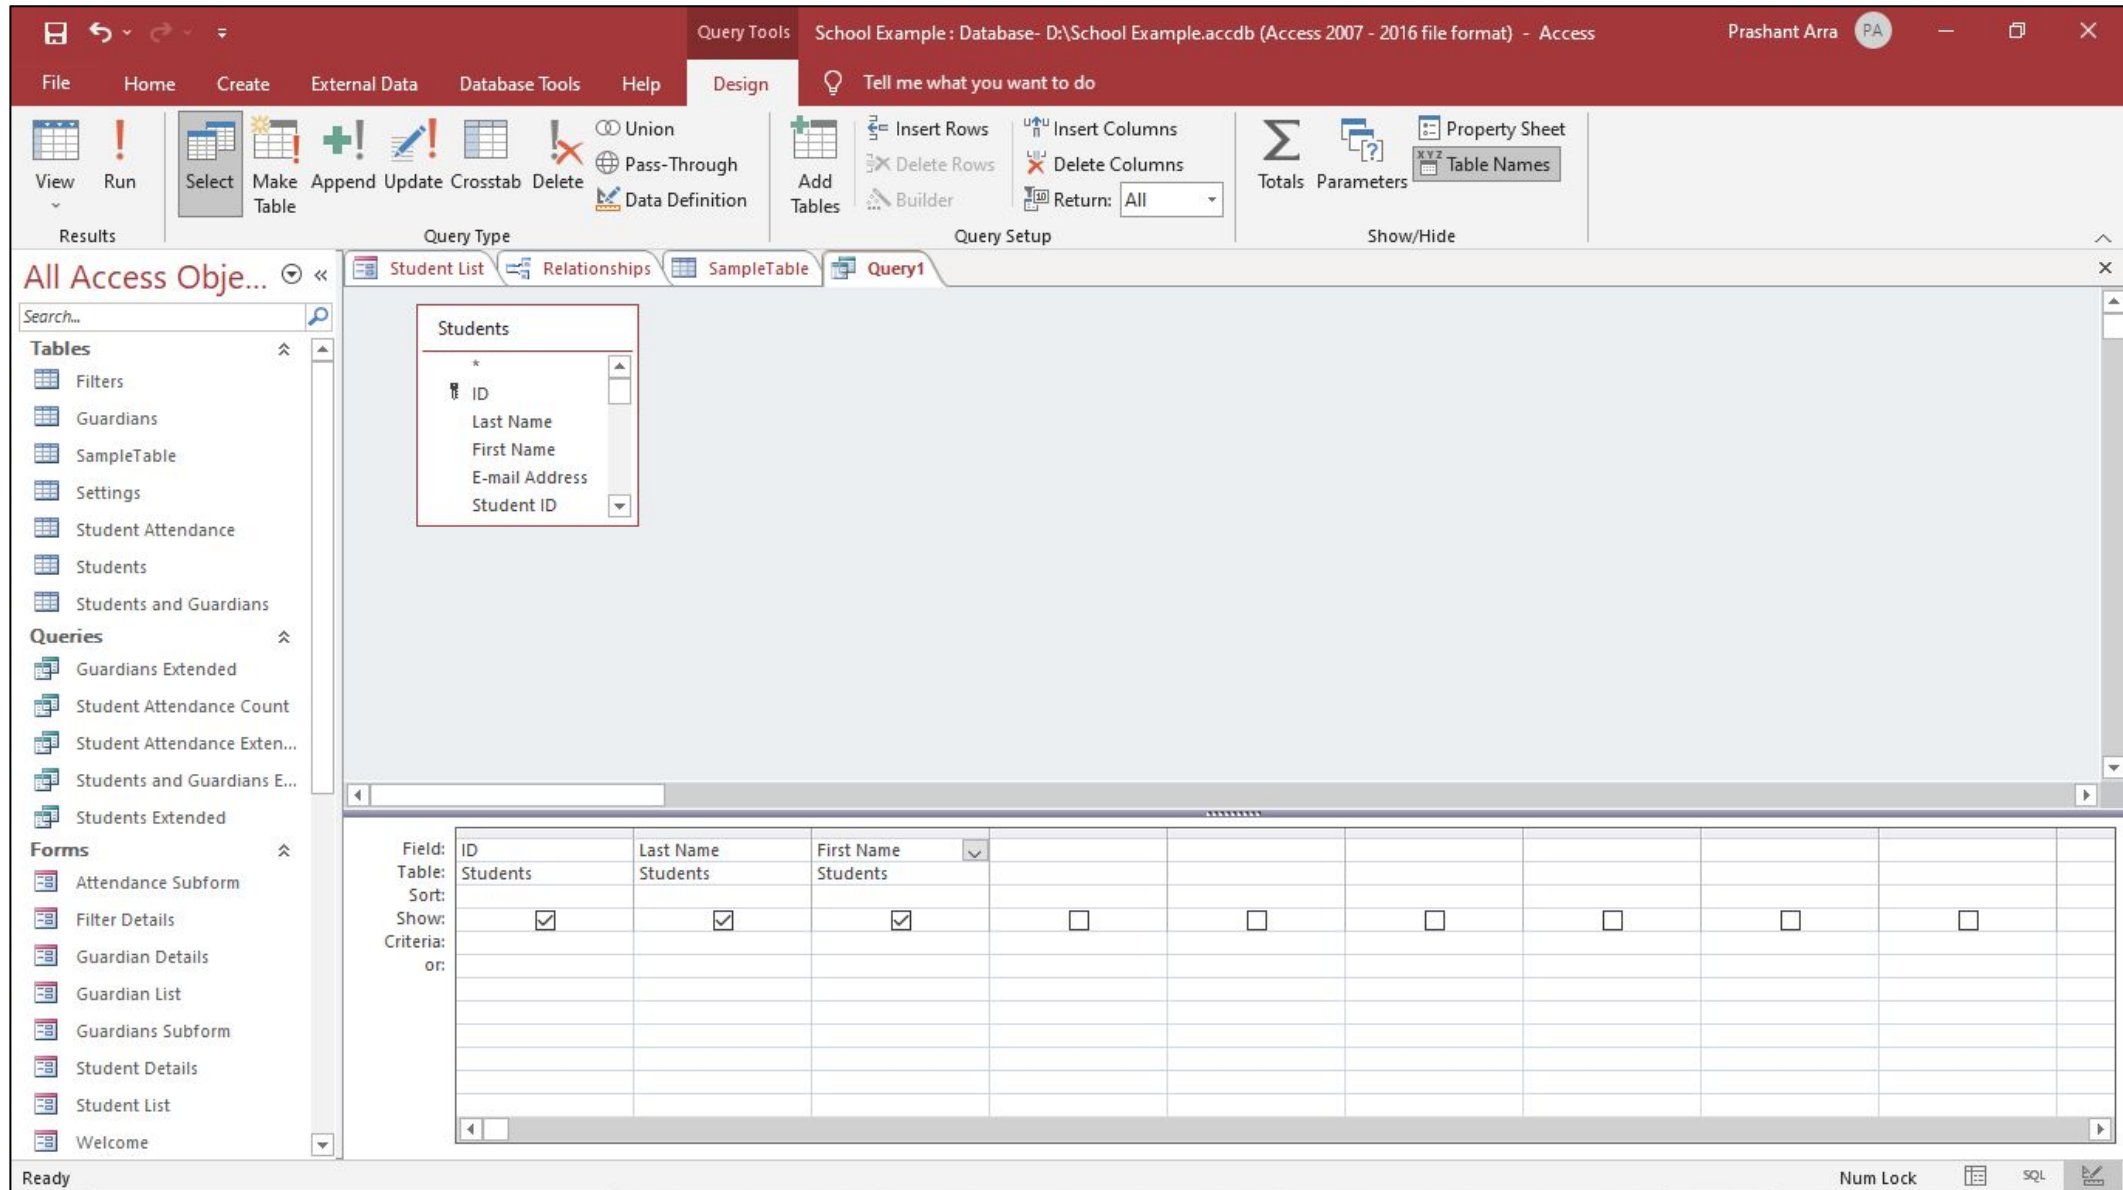 Query Tools School Example : Database- D:\School Example.accdb (Access 2007 - 2016 file format) - Access Prashant Arra PA
File Home Create External Data Database Tools Help Design Tell me what you want to do
View
Run
Select
Make Table
Append
Update
Crosstab
Delete
Union
Pass-Through
Data Definition
Add Tables
Insert Rows
Delete Rows
Builder
Insert Columns
Delete Columns
Return: All
Totals
Parameters
Property Sheet
Table Names
Results Query Type Query Setup Show/Hide
All Access Obje...
Search...
Tables
Filters
Guardians
SampleTable
Settings
Student Attendance
Students
Students and Guardians
Queries
Guardians Extended
Student Attendance Count
Student Attendance Exten...
Students and Guardians E...
Students Extended
Forms
Attendance Subform
Filter Details
Guardian Details
Guardian List
Guardians Subform
Student Details
Student List
Welcome
Student List Relationships SampleTable Query1
Students
*
ID
Last Name
First Name
E-mail Address
Student ID
Field: ID Last Name First Name
Table: Students Students Students
Sort:
Show:
Criteria:
or:
Ready Num Lock SQL